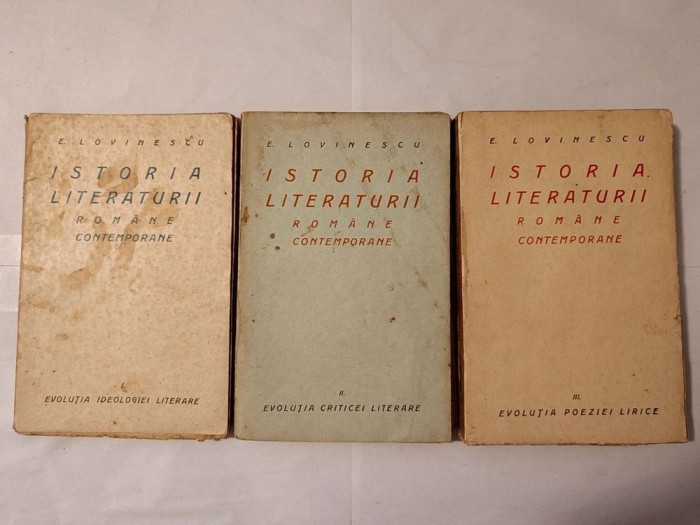 E. LOVINESCU
ISTORIA
LITERATURII
ROMÂNE
CONTEMPORANE
EVOLUȚIA IDEOLOGIEI LITERARE
E. LOVINESCU
ISTORIA
LITERATURII
ROMÂNE
CONTEMPORANE
II.
EVOLUȚIA CRITICEI LITERARE
E. LOVINESCU
ISTORIA
LITERATURII
ROMÂNE
CONTEMPORANE
III.
EVOLUȚIA POEZIEI LIRICE